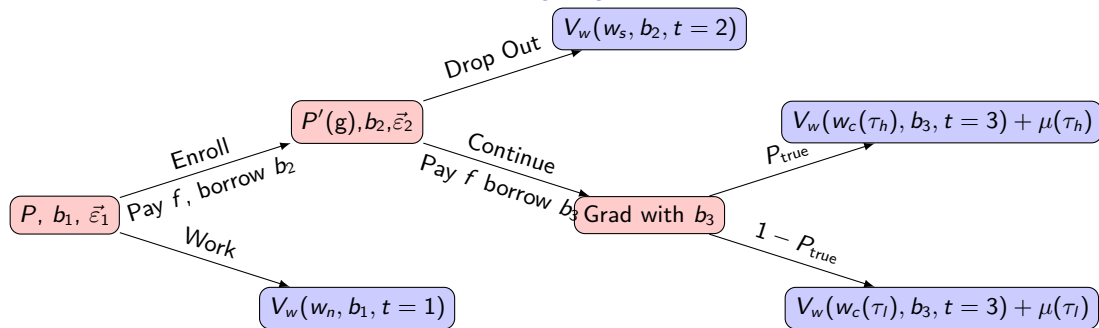 V_w(w_s, b_2, t = 2)
Drop Out
P′(g),b_2,ε⃗_2
V_w(w_c(τ_h), b_3, t = 3) + μ(τ_h)
Enroll
Continue
P_true
Pay f, borrow b_2
Pay f borrow b_3
P, b_1, ε⃗_1
Grad with b_3
Work
1 − P_true
V_w(w_n, b_1, t = 1)
V_w(w_c(τ_l), b_3, t = 3) + μ(τ_l)